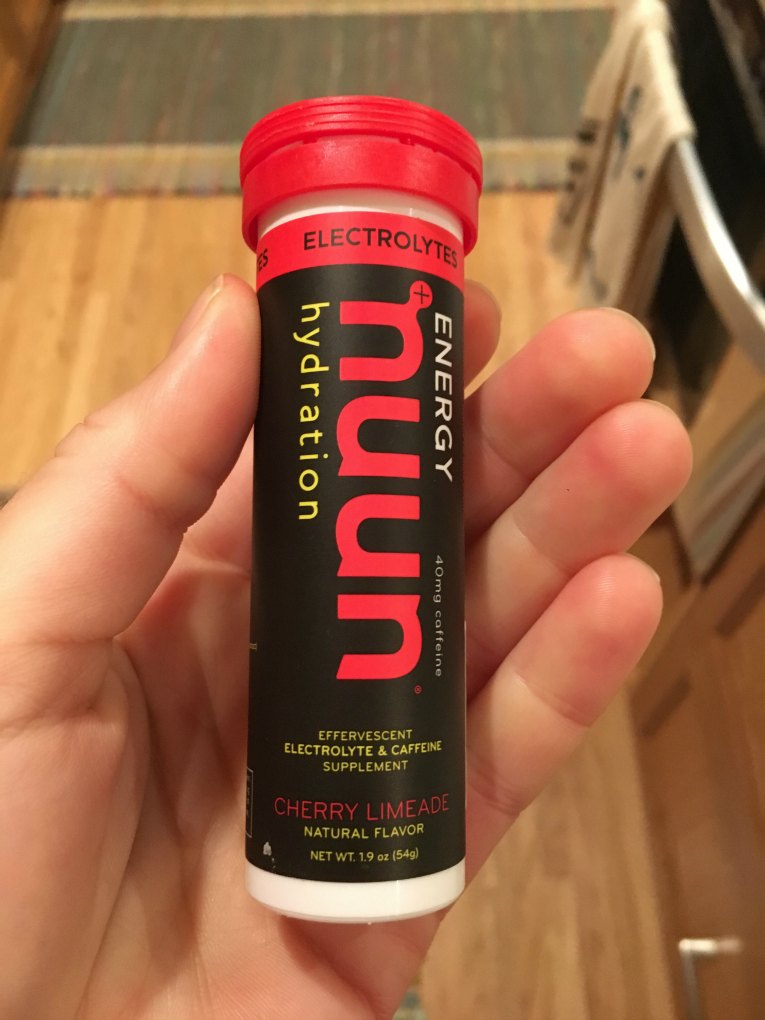 ELECTROLYTES
+
ENERGY
nuun®
hydration
40mg caffeine
EFFERVESCENT
ELECTROLYTE & CAFFEINE
SUPPLEMENT
CHERRY LIMEADE
NATURAL FLAVOR
NET WT. 1.9 oz (54g)